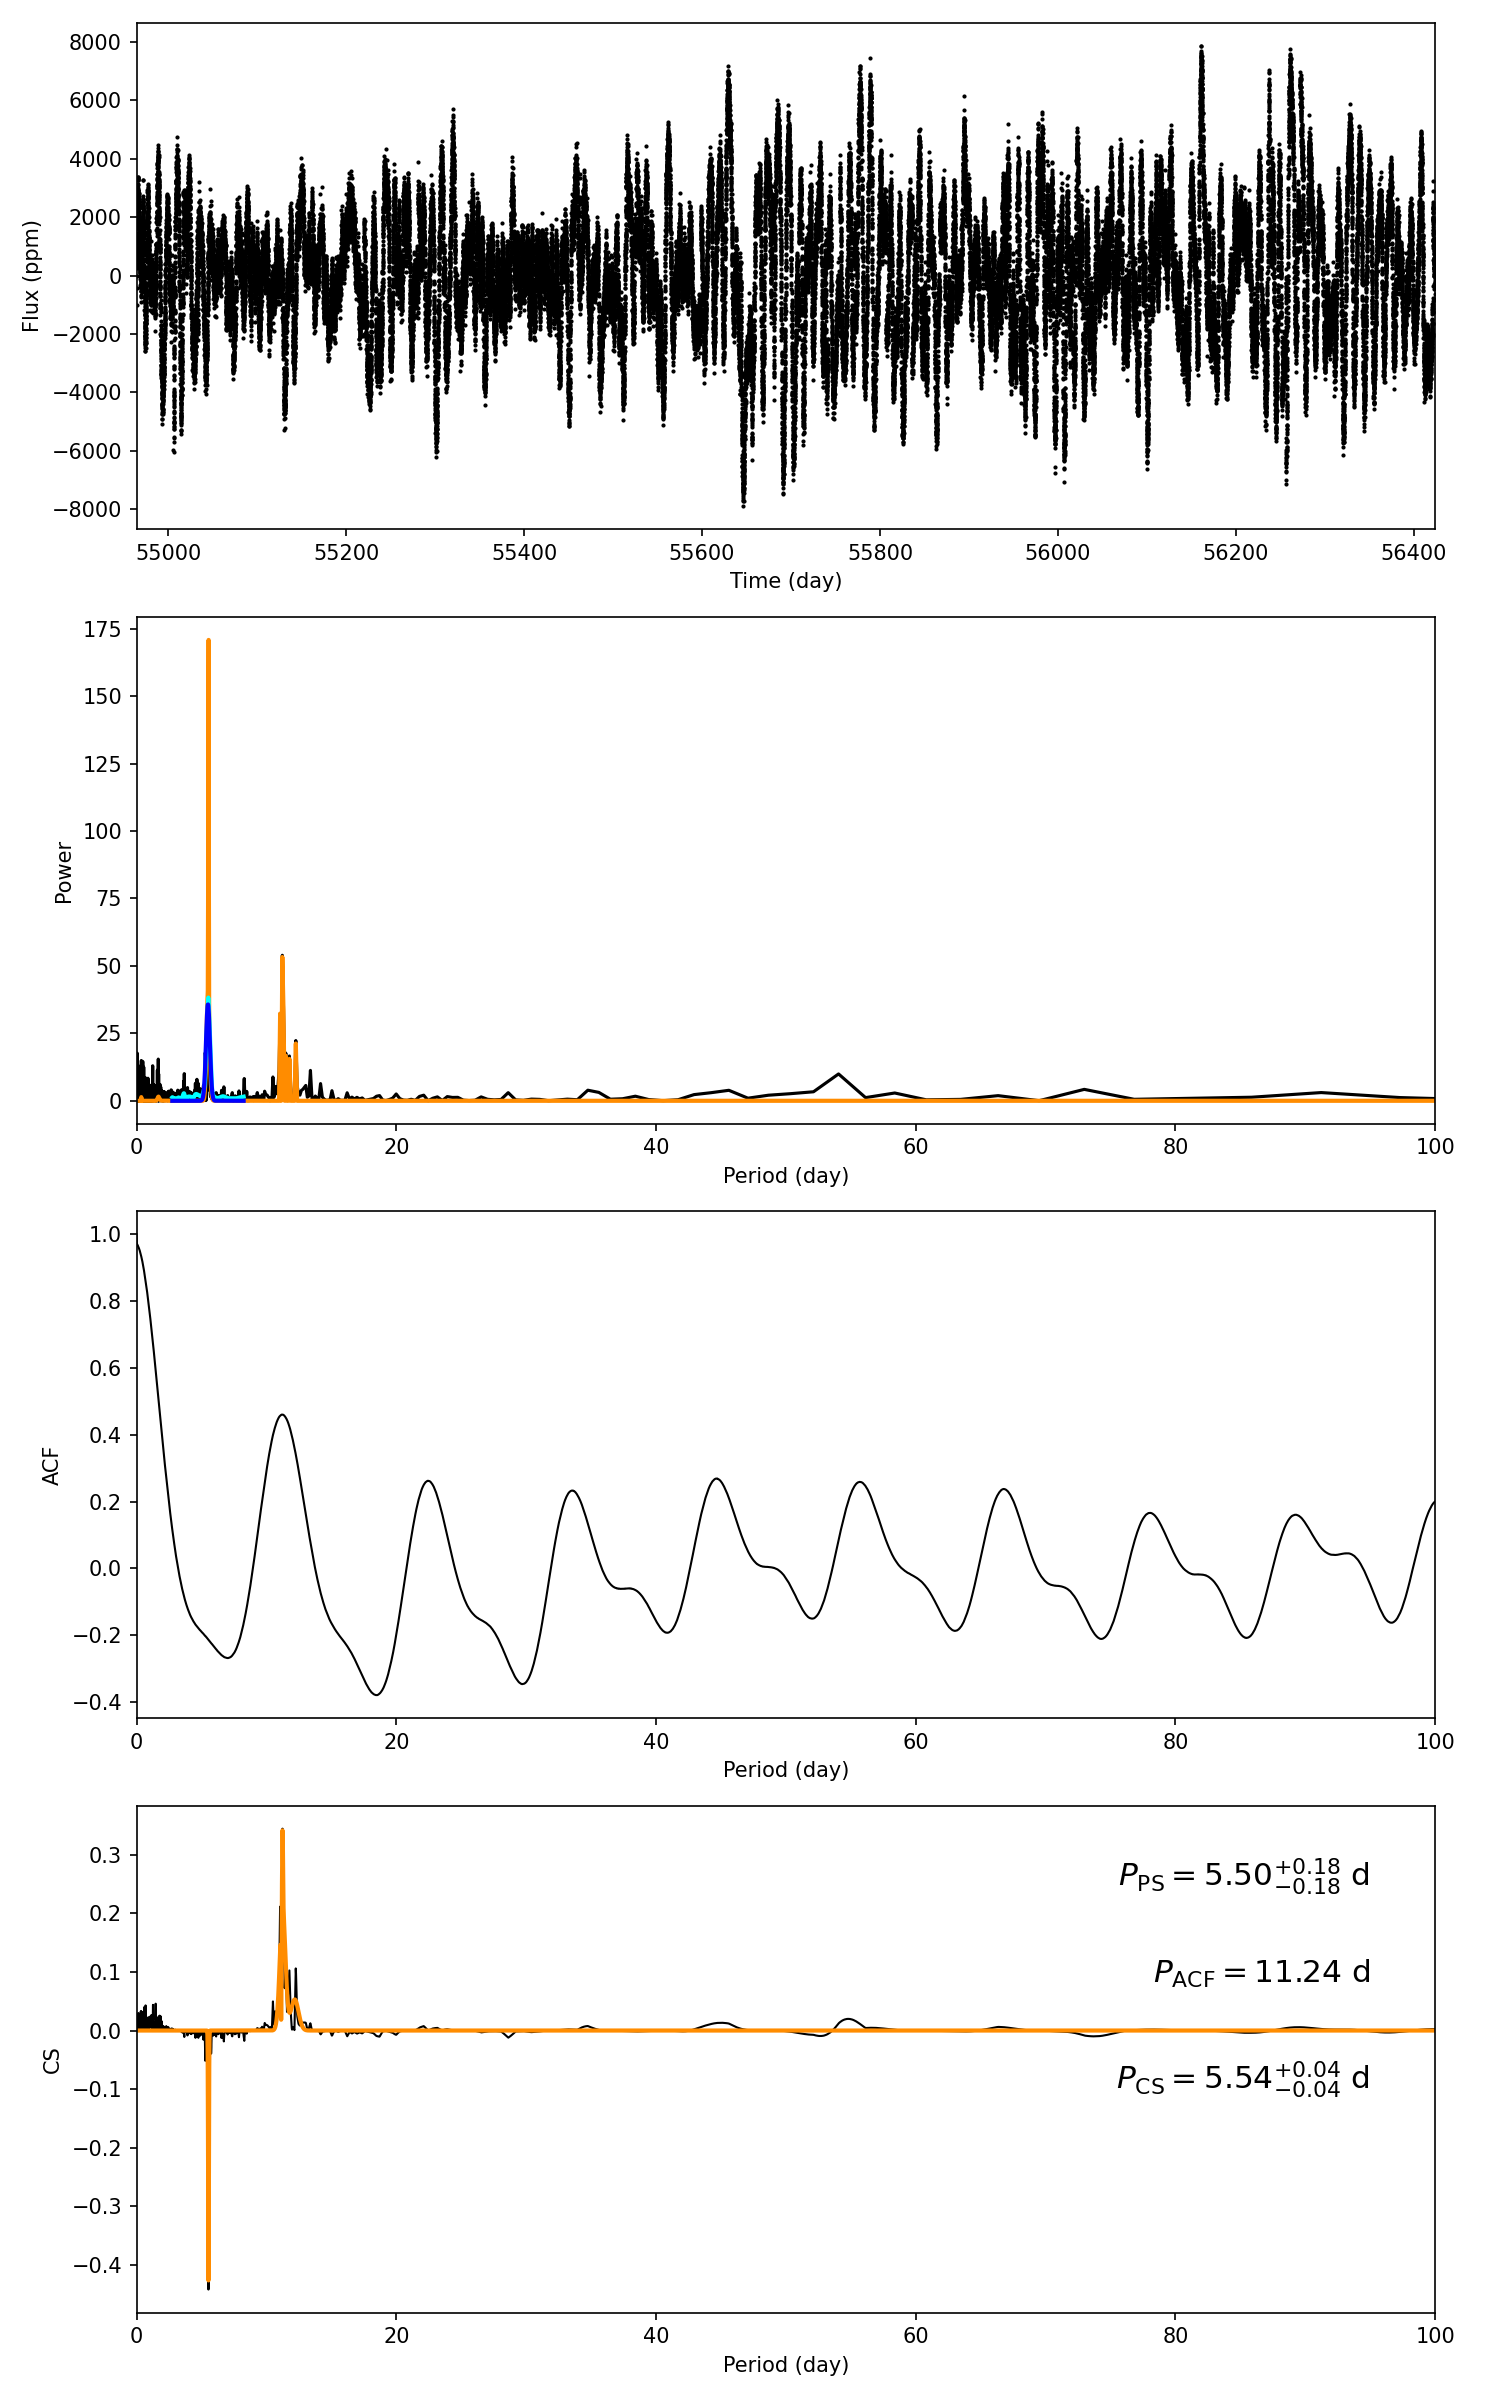 8000
6000
4000
2000
0
−2000
−4000
−6000
−8000
Flux (ppm)
55000 55200 55400 55600 55800 56000 56200 56400
Time (day)
175
150
125
100
75
50
25
0
Power
0 20 40 60 80 100
Period (day)
1.0
0.8
0.6
0.4
0.2
0.0
−0.2
−0.4
ACF
0 20 40 60 80 100
Period (day)
0.3
0.2
0.1
0.0
−0.1
−0.2
−0.3
−0.4
CS
P_PS = 5.50 +0.18 −0.18 d
P_ACF = 11.24 d
P_CS = 5.54 +0.04 −0.04 d
0 20 40 60 80 100
Period (day)